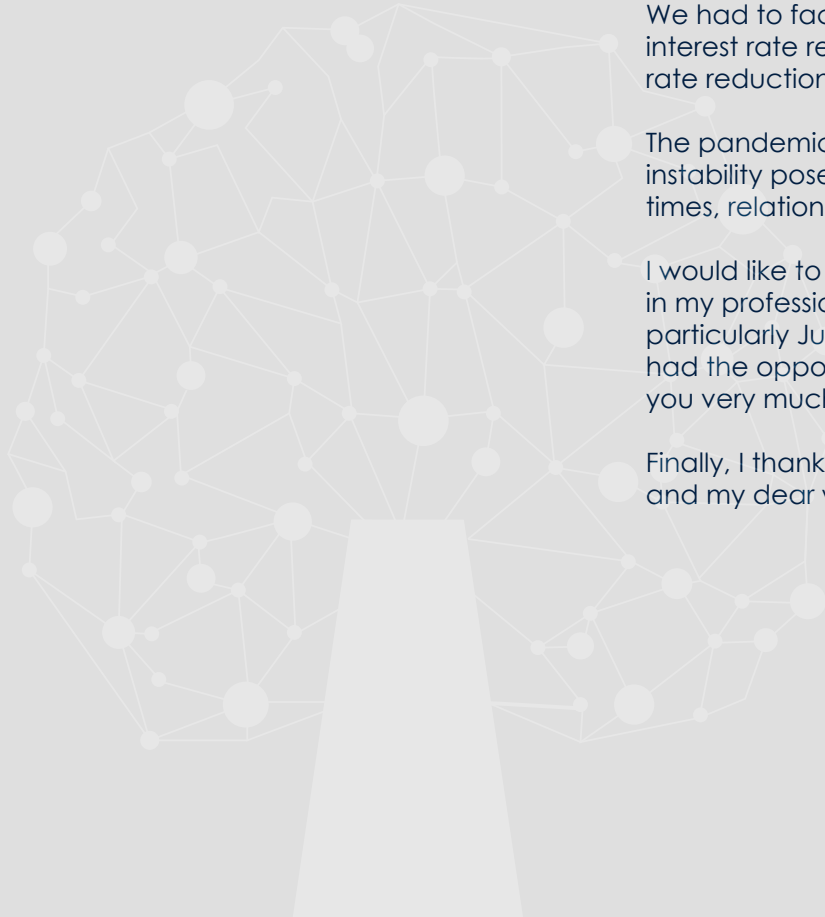 We had to fac
interest rate re
rate reduction
The pandemic
instability pose
times, relation
I would like to
in my professio
particularly Ju
had the oppo
you very much
Finally, I thank
and my dear